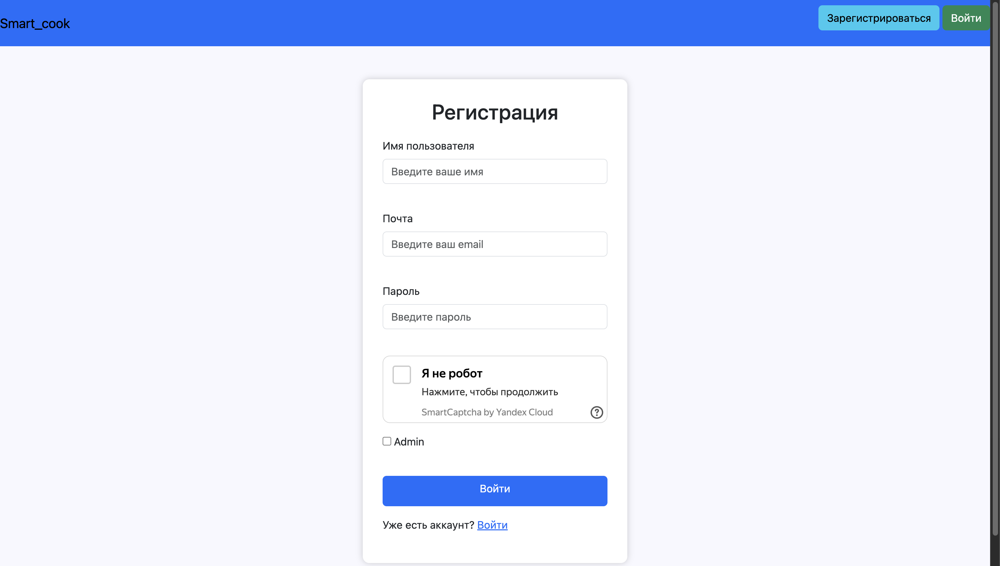 Smart_cook
Зарегистрироваться
Войти
Регистрация
Имя пользователя
Введите ваше имя
Почта
Введите ваш email
Пароль
Введите пароль
Я не робот
Нажмите, чтобы продолжить
SmartCaptcha by Yandex Cloud
?
Admin
Войти
Уже есть аккаунт? Войти